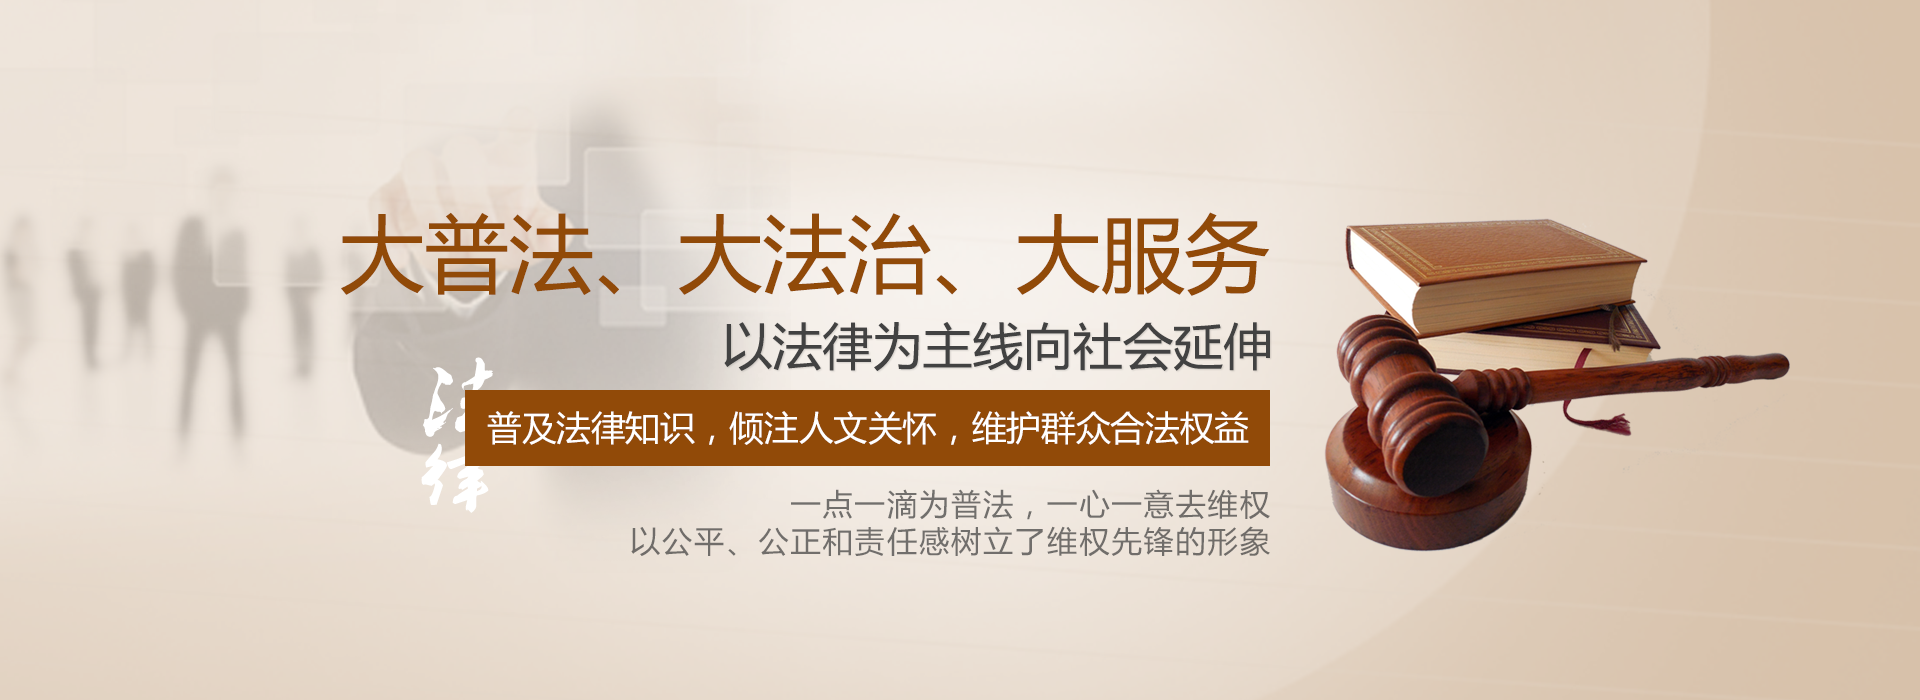 大普法、大法治、大服务
以法律为主线向社会延伸
法律
普及法律知识，倾注人文关怀，维护群众合法权益
一点一滴为普法，一心一意去维权
以公平、公正和责任感树立了维权先锋的形象